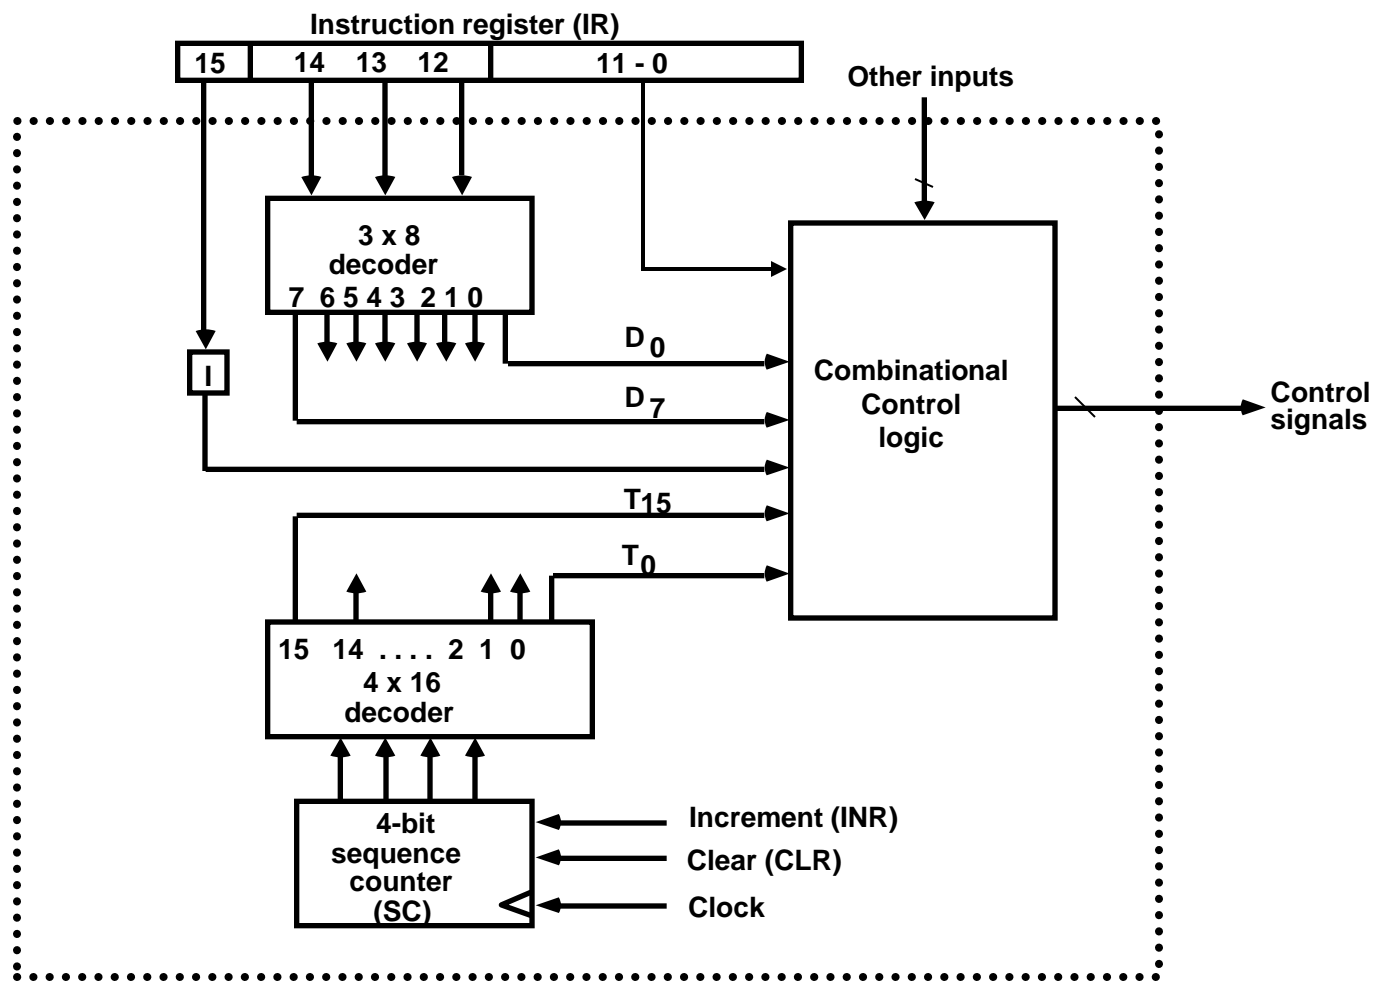 Instruction register (IR)
15 14 13 12 11 - 0
Other inputs
3 x 8
decoder
7 6 5 4 3 2 1 0
D0
I
Combinational
Control
logic
Control
signals
D7
T15
T0
15 14 . . . . 2 1 0
4 x 16
decoder
4-bit
sequence
counter
(SC)
Increment (INR)
Clear (CLR)
Clock